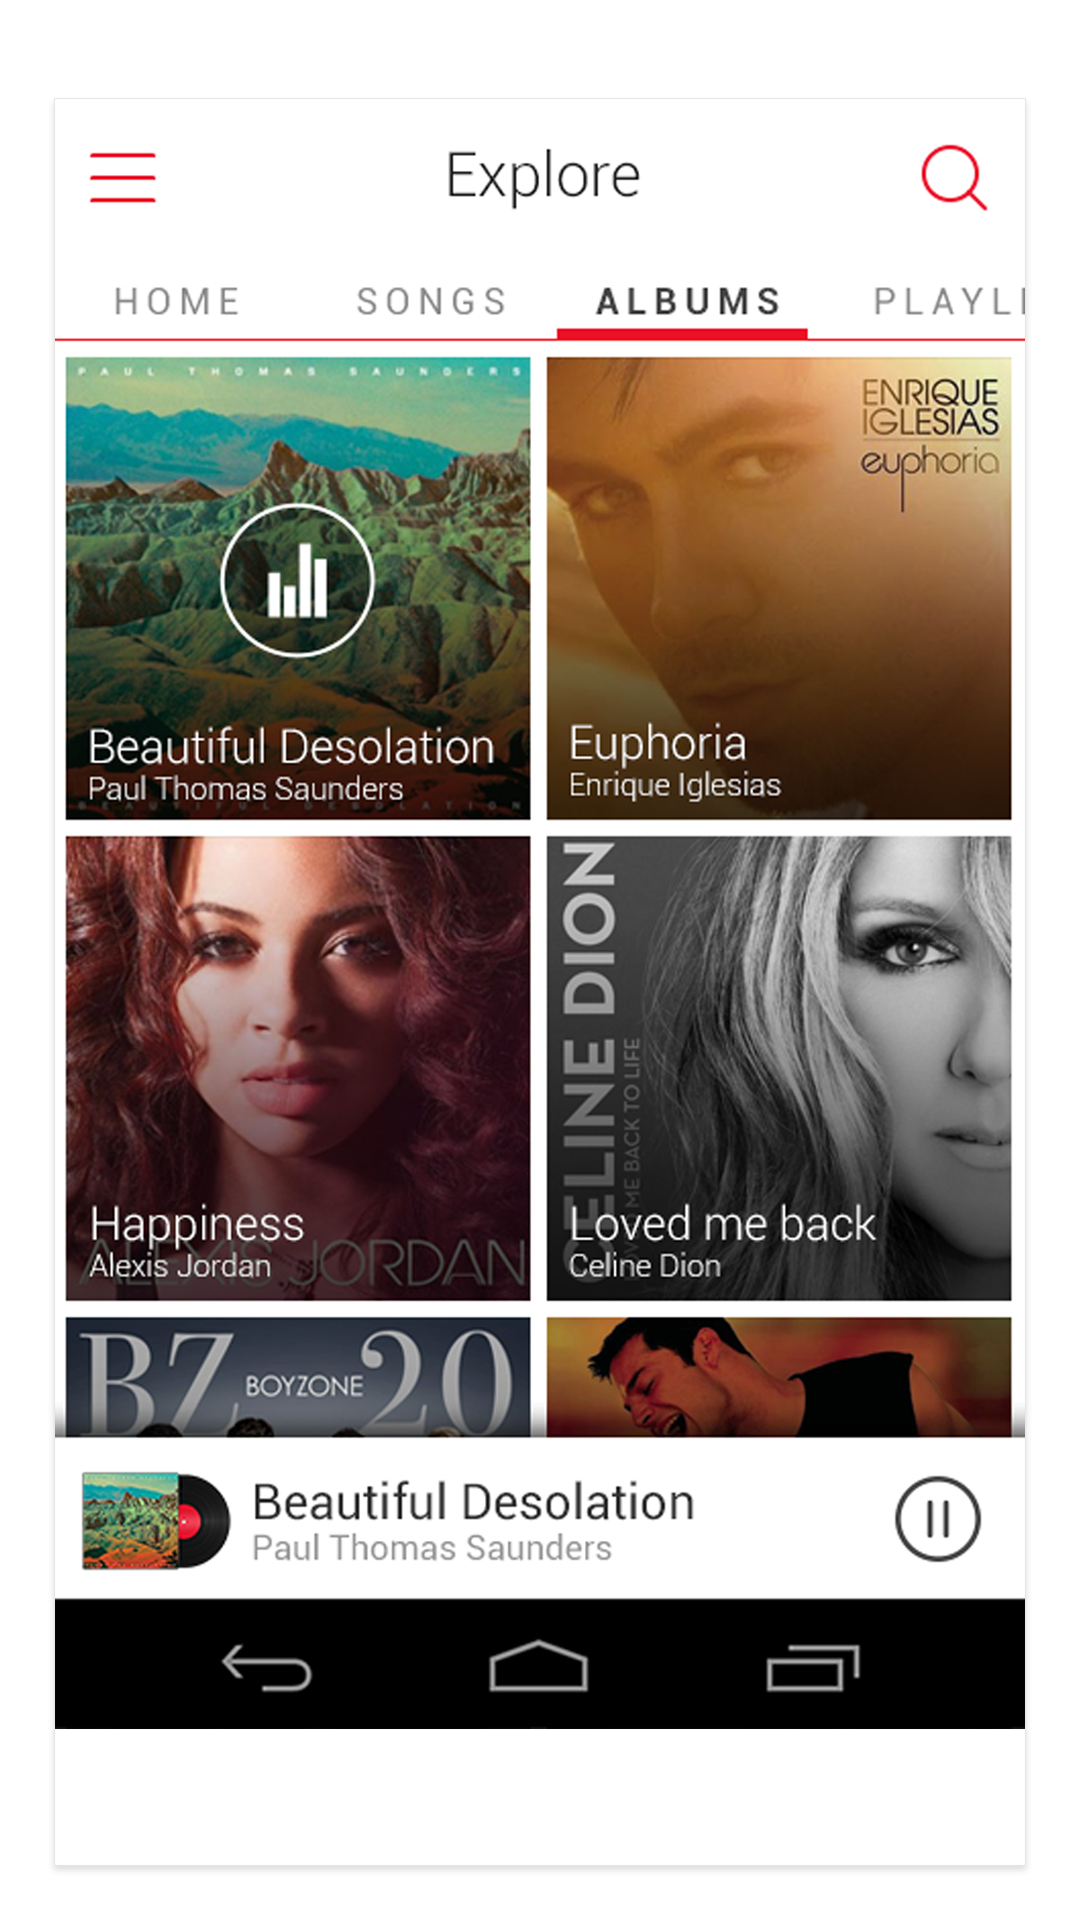 Explore
HOME
SONGS
ALBUMS
PLAYLI
PAUL THOMAS SAUNDERS
Beautiful Desolation
Paul Thomas Saunders
BEAUTIFUL DESOLATION
ENRIQUE
IGLESIAS
euphoria
Euphoria
Enrique Iglesias
Happiness
Alexis Jordan
ALEXIS JORDAN
CELINE DION
LOVED ME BACK TO LIFE
Loved me back
Celine Dion
BZ BOYZONE 20
Beautiful Desolation
Paul Thomas Saunders